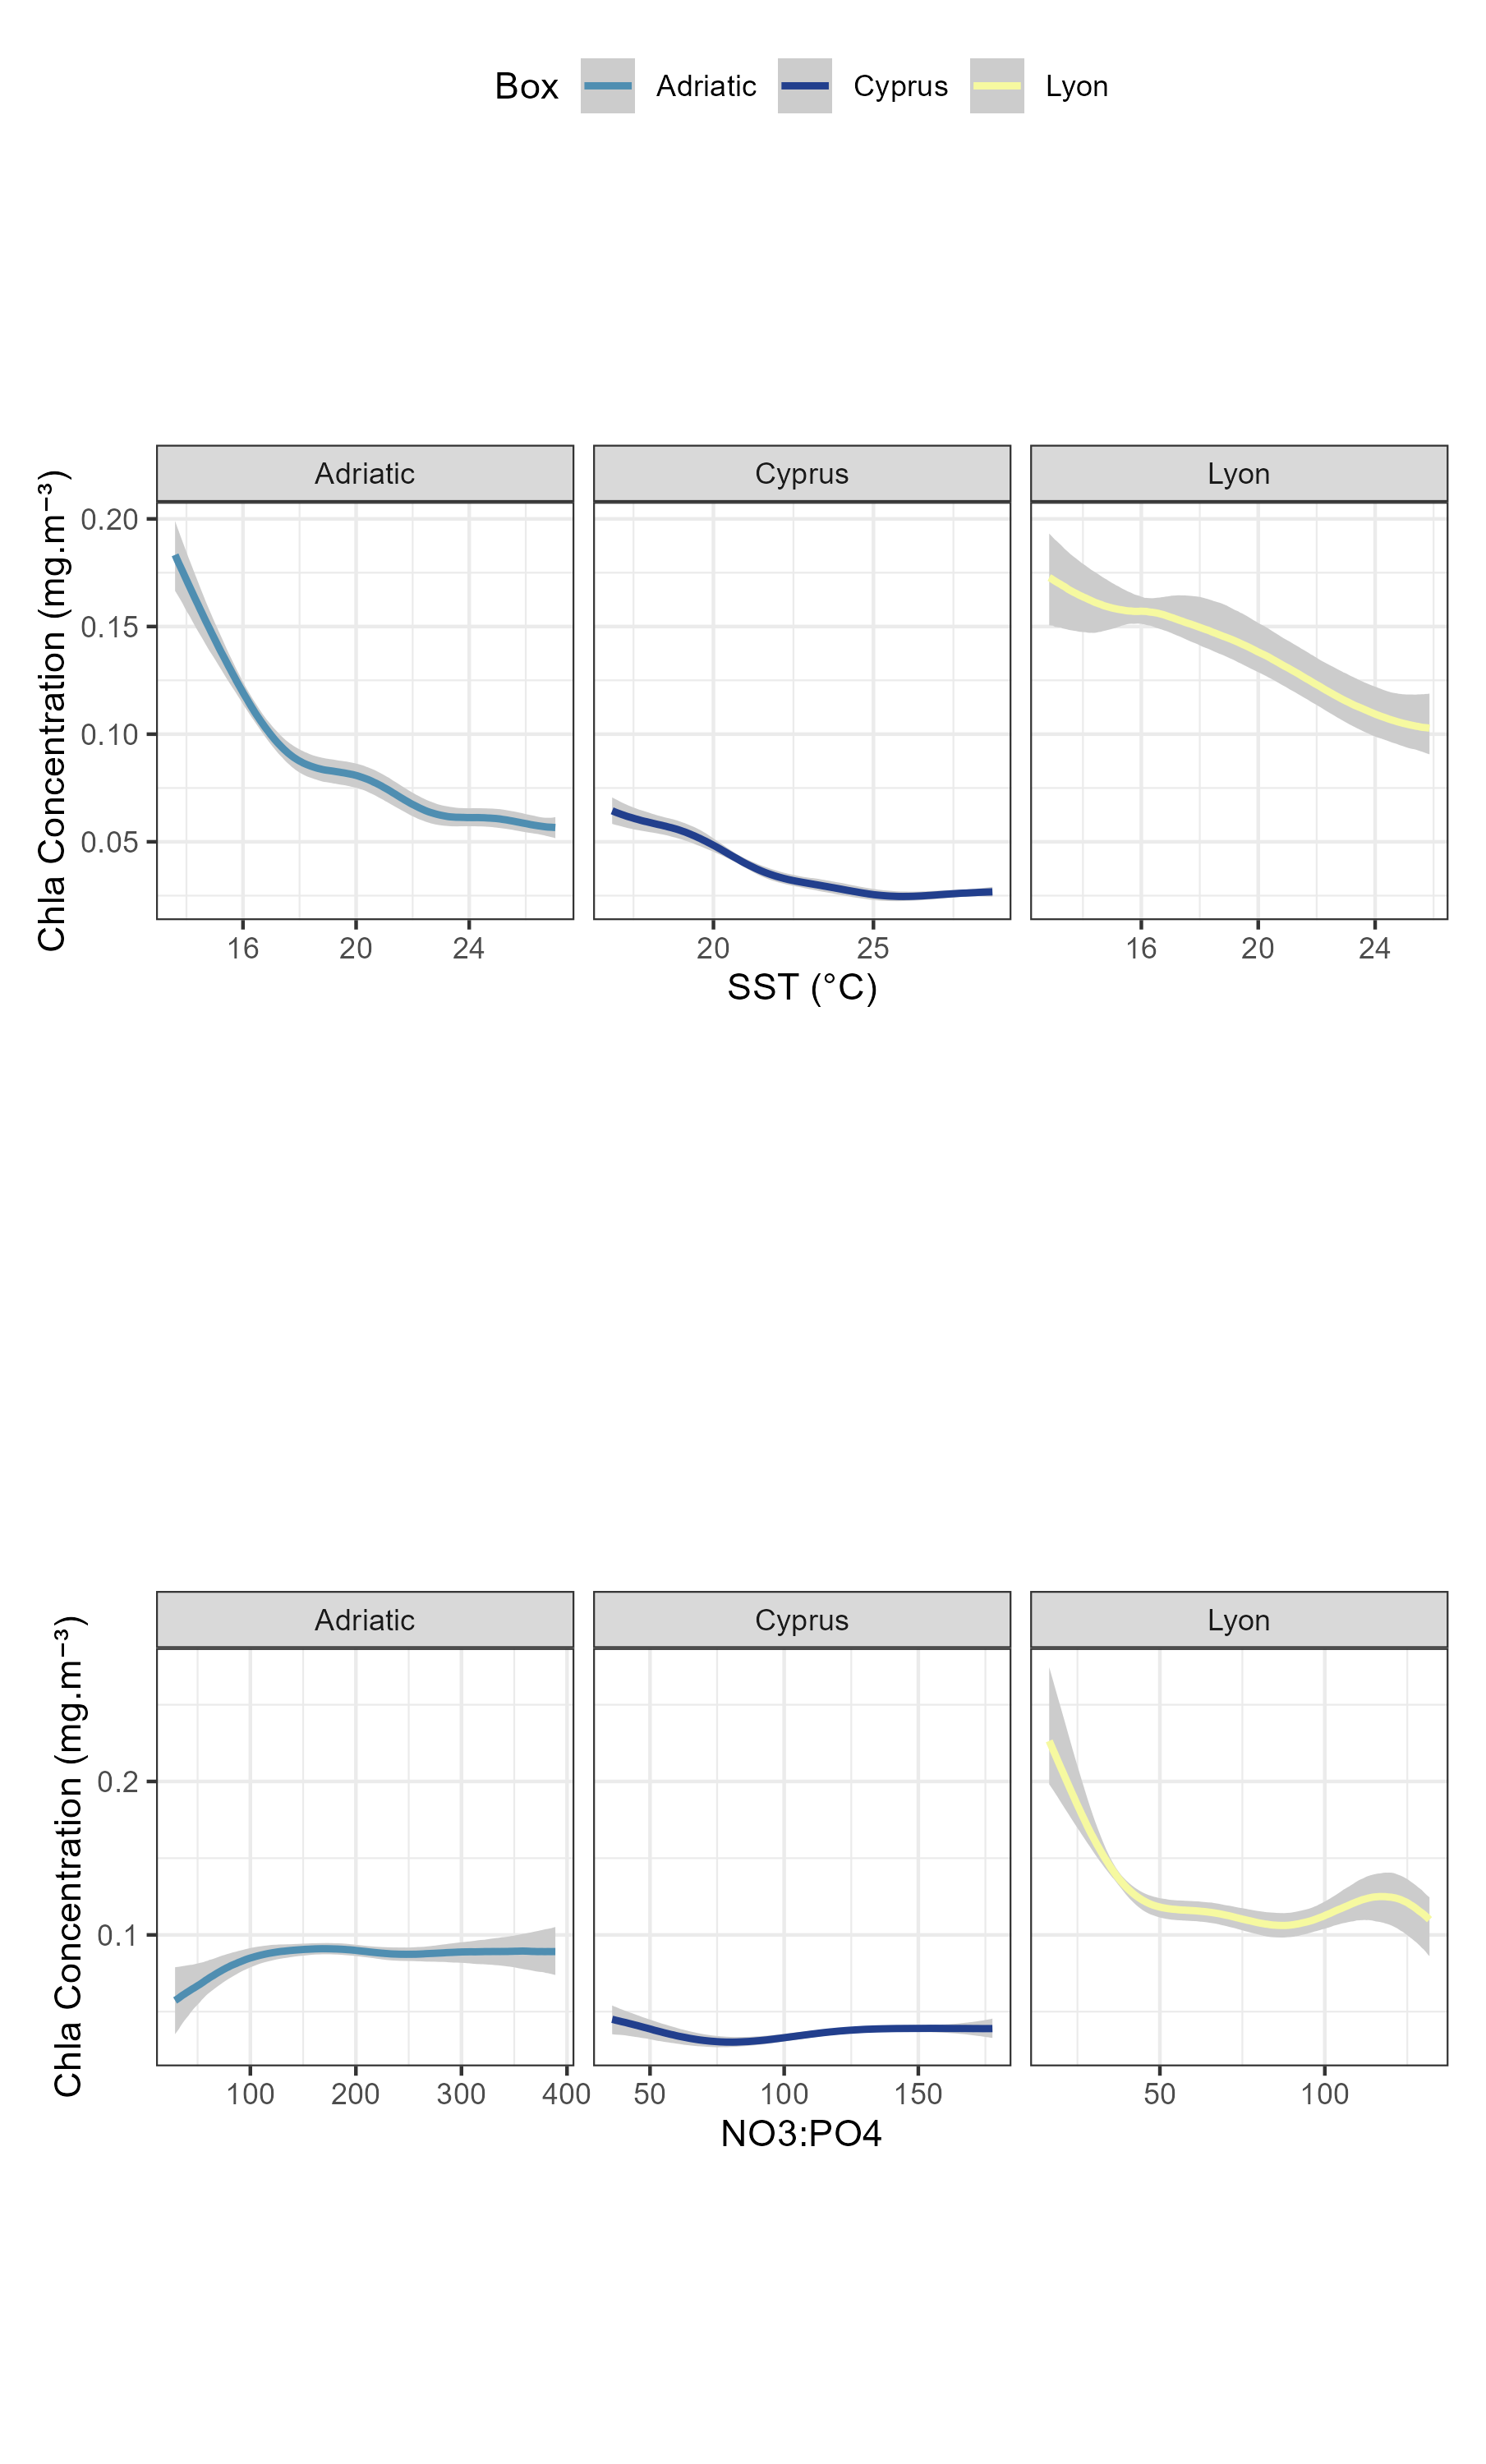 Box Adriatic Cyprus Lyon
Adriatic Cyprus Lyon
Chla Concentration (mg.m⁻³)
0.20
0.15
0.10
0.05
16 20 24 20 25 16 20 24
SST (°C)
Adriatic Cyprus Lyon
Chla Concentration (mg.m⁻³)
0.2
0.1
100 200 300 400 50 100 150 50 100
NO3:PO4